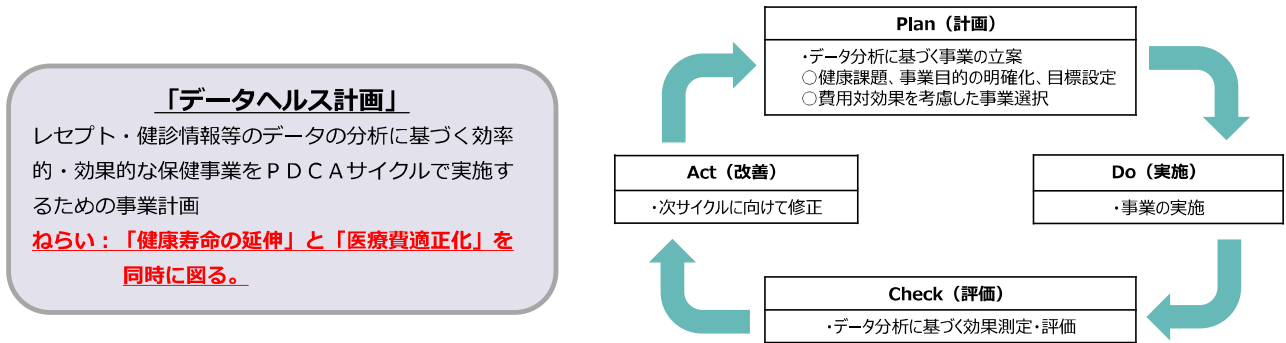 「データヘルス計画」
レセプト・健診情報等のデータの分析に基づく効率
的・効果的な保健事業をＰＤＣＡサイクルで実施す
るための事業計画
ねらい：「健康寿命の延伸」と「医療費適正化」を
同時に図る。
Plan（計画）
・データ分析に基づく事業の立案
○健康課題、事業目的の明確化、目標設定
○費用対効果を考慮した事業選択
Act（改善）
・次サイクルに向けて修正
Do（実施）
・事業の実施
Check（評価）
・データ分析に基づく効果測定・評価